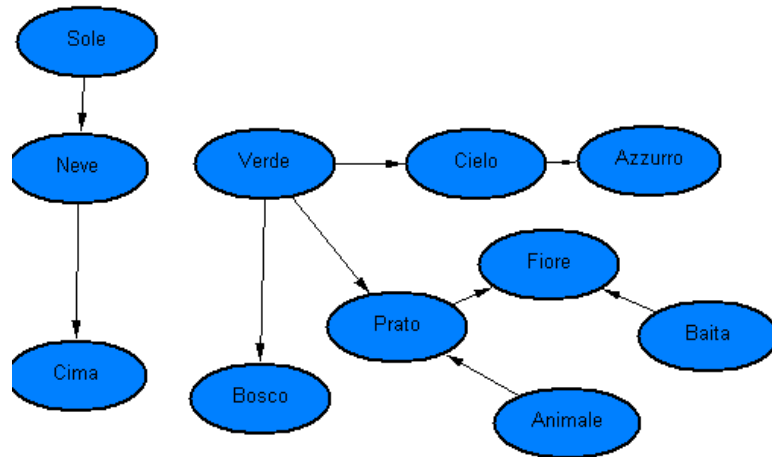 Sole
Neve
Verde
Cielo
Azzurro
Fiore
Prato
Baita
Cima
Bosco
Animale